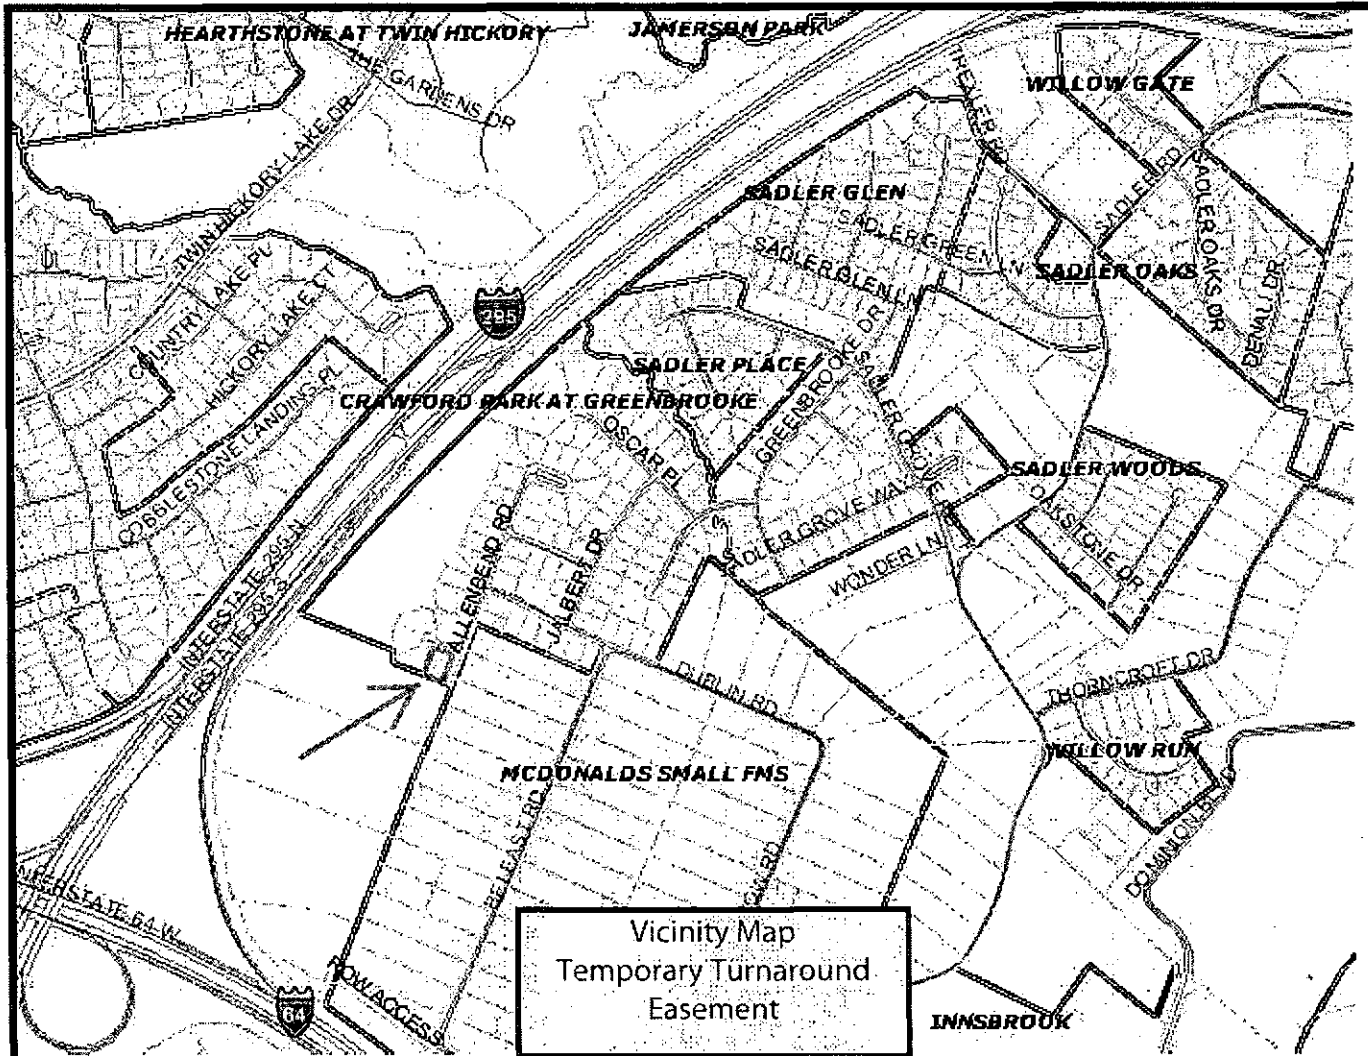 HEARTHSTONE AT TWIN HICKORY
JAMERSON PARK
THE GARDENS DR
TWIN HICKORY LAKE DR
WILLOW GATE
SADLER RD
SADLER OAKS DR
SADLER GLEN
SADLER GREEN LN
SADLER GLEN LN
SADLER OAKS
DENALI DR
COUNTRY LAKE PL
HICKORY LAKE CT
COBBLESTONE LANDING PL
SADLER PLACE
GREENBROOKE DR
SADLER GROVE
CRAWFORD PARK AT GREENBROOKE
OSCAR PL
SADLER WOODS
OAKSTONE DR
SADLER GROVE WAY
WONDER LN
INTERSTATE 295 N
INTERSTATE 295 S
JALBERT DR
DUBLIN RD
THORNCROFT DR
WILLOW RUN
MCDONALDS SMALL FMS
BELFAST RD
DOMINION BLVD
INTERSTATE 64 W
64
ROW ACCESS
Vicinity Map
Temporary Turnaround
Easement
INNSBROOK